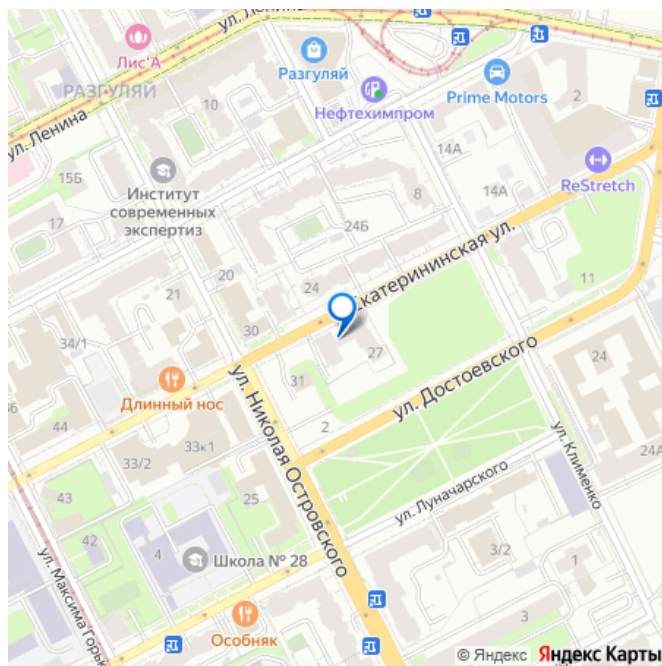 ул. Ленина
Лис'А
РАЗГУЛЯЙ
Разгуляй
Нефтехимпром
Prime Motors
2
10
ул. Ленина
14А
ReStretch
15Б
Институт
современных
экспертиз
8
14А
17
24Б
Екатерининская ул.
20
24
11
21
30
34/1
27
24
31
ул. Достоевского
Длинный нос
44
ул. Николая Островского
2
ул. Клименко
33к1
33/2
24А
43
25
ул. Луначарского
42
4
Школа № 28
3/2
1
ул. Максима Горьк
Особняк
3
© Яндекс Яндекс Карты